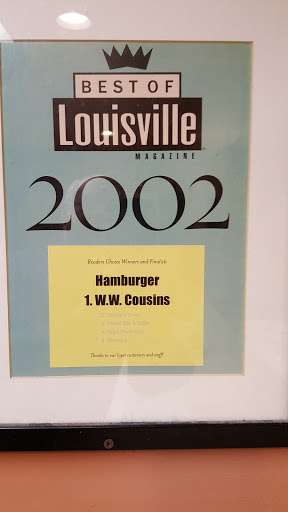 BEST OF
Louisville
MAGAZINE
2002
Readers Choice Winners and Finalists
Hamburger
1. W.W. Cousins
Thanks to our loyal customers and staff!